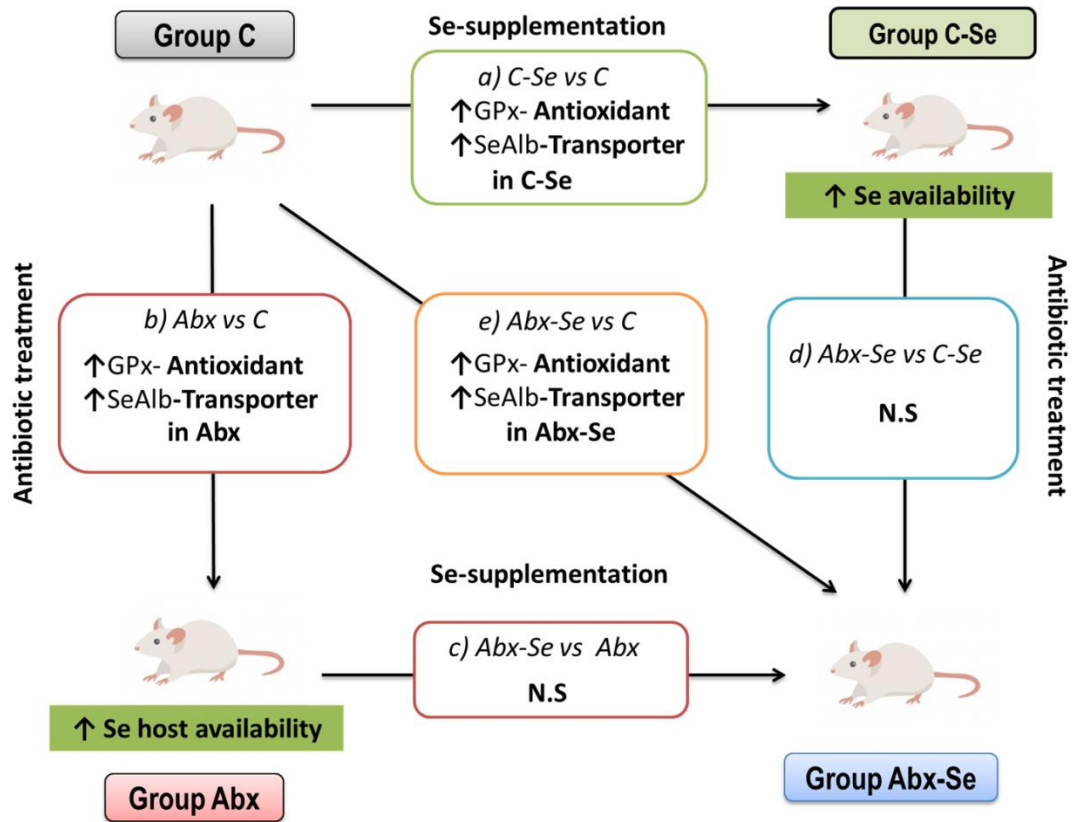 Group C
Se-supplementation
Group C-Se
a) C-Se vs C
↑GPx- Antioxidant
↑SeAlb-Transporter
in C-Se
↑ Se availability
Antibiotic treatment
b) Abx vs C
↑GPx- Antioxidant
↑SeAlb-Transporter
in Abx
e) Abx-Se vs C
↑GPx- Antioxidant
↑SeAlb-Transporter
in Abx-Se
d) Abx-Se vs C-Se
N.S
Antibiotic treatment
Se-supplementation
c) Abx-Se vs Abx
N.S
↑ Se host availability
Group Abx
Group Abx-Se